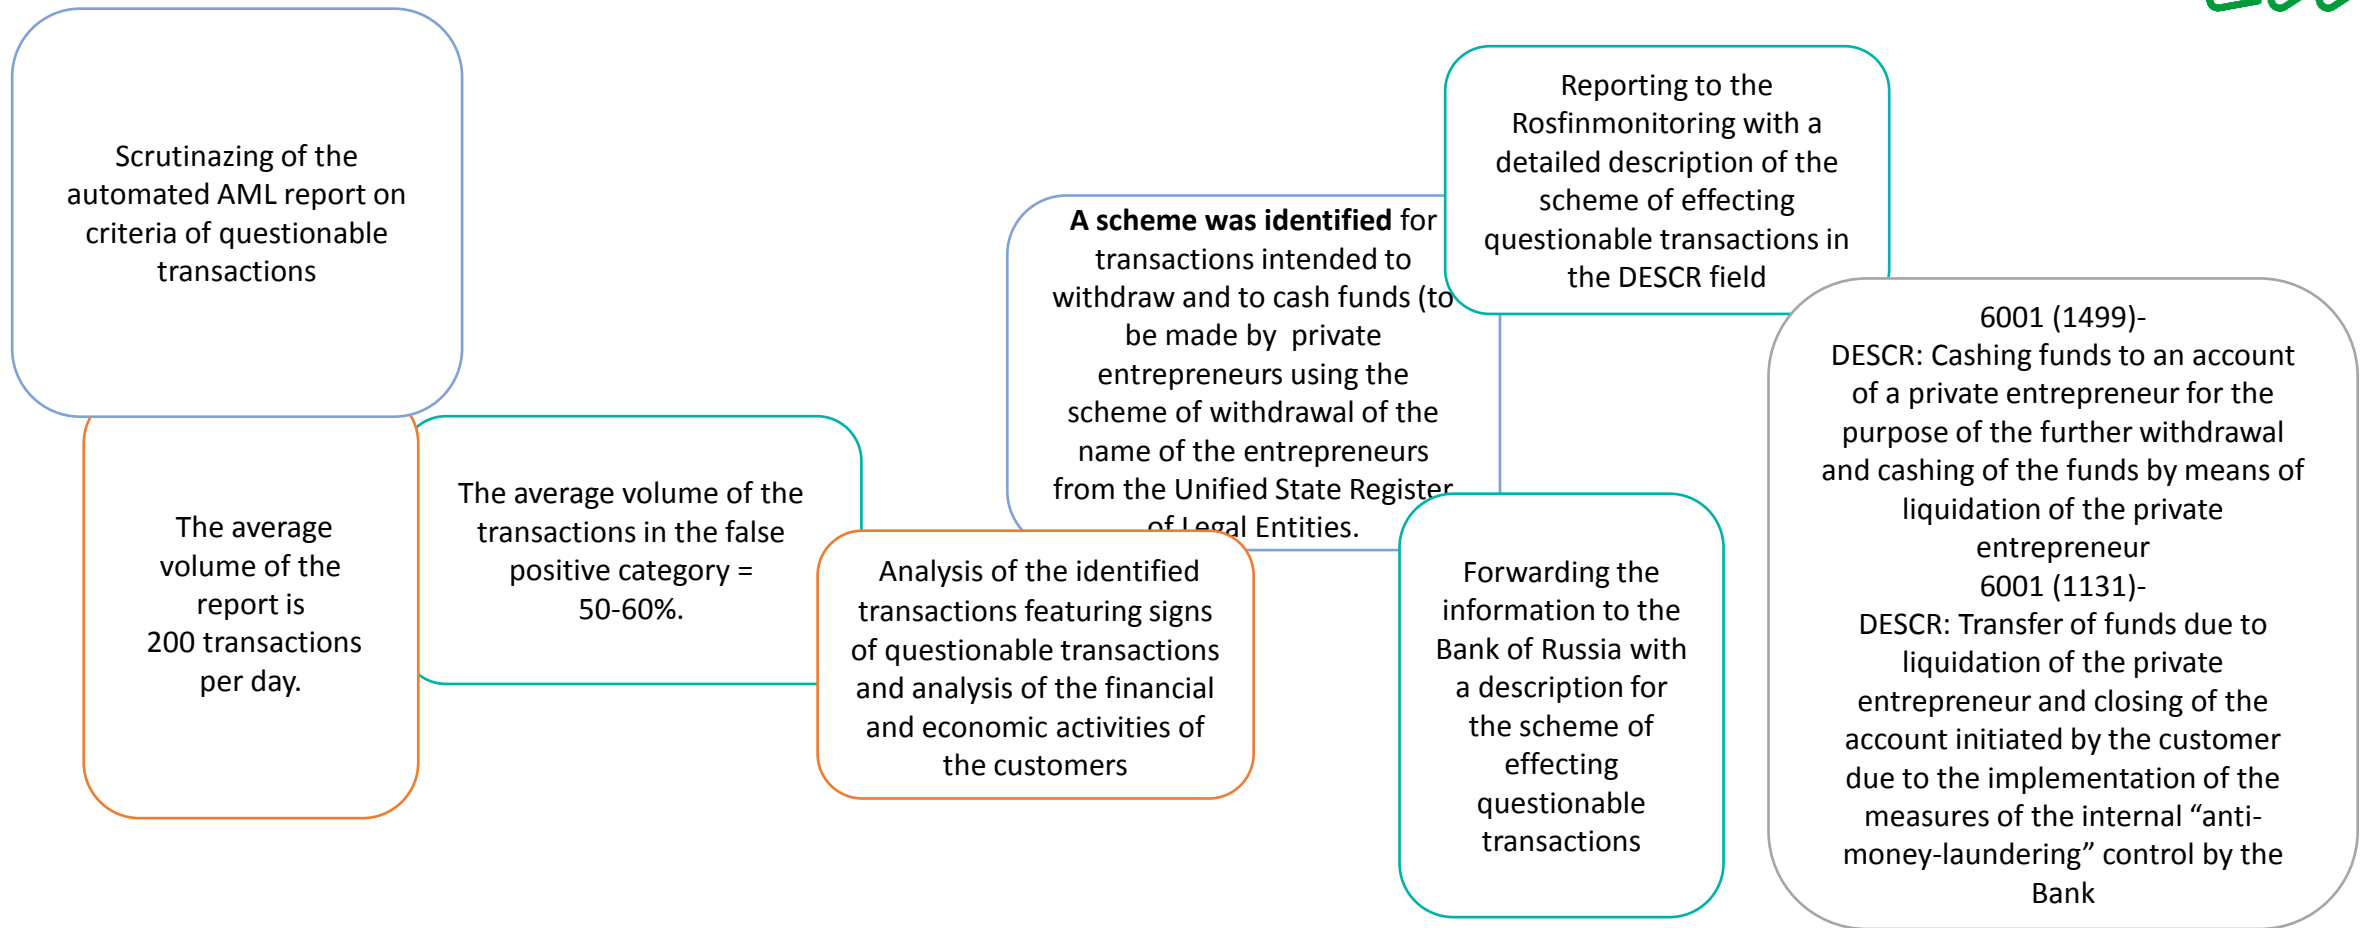 Scrutinazing of the
automated AML report on
criteria of questionable
transactions
The average
volume of the
report is
200 transactions
per day.
The average volume of the
transactions in the false
positive category =
50-60%.
Analysis of the identified
transactions featuring signs
of questionable transactions
and analysis of the financial
and economic activities of
the customers
A scheme was identified for
transactions intended to
withdraw and to cash funds (to
be made by private
entrepreneurs using the
scheme of withdrawal of the
name of the entrepreneurs
from the Unified State Register
of Legal Entities.
Reporting to the
Rosfinmonitoring with a
detailed description of the
scheme of effecting
questionable transactions in
the DESCR field
Forwarding the
information to the
Bank of Russia with
a description for
the scheme of
effecting
questionable
transactions
6001 (1499)-
DESCR: Cashing funds to an account
of a private entrepreneur for the
purpose of the further withdrawal
and cashing of the funds by means of
liquidation of the private
entrepreneur
6001 (1131)-
DESCR: Transfer of funds due to
liquidation of the private
entrepreneur and closing of the
account initiated by the customer
due to the implementation of the
measures of the internal “anti-
money-laundering” control by the
Bank